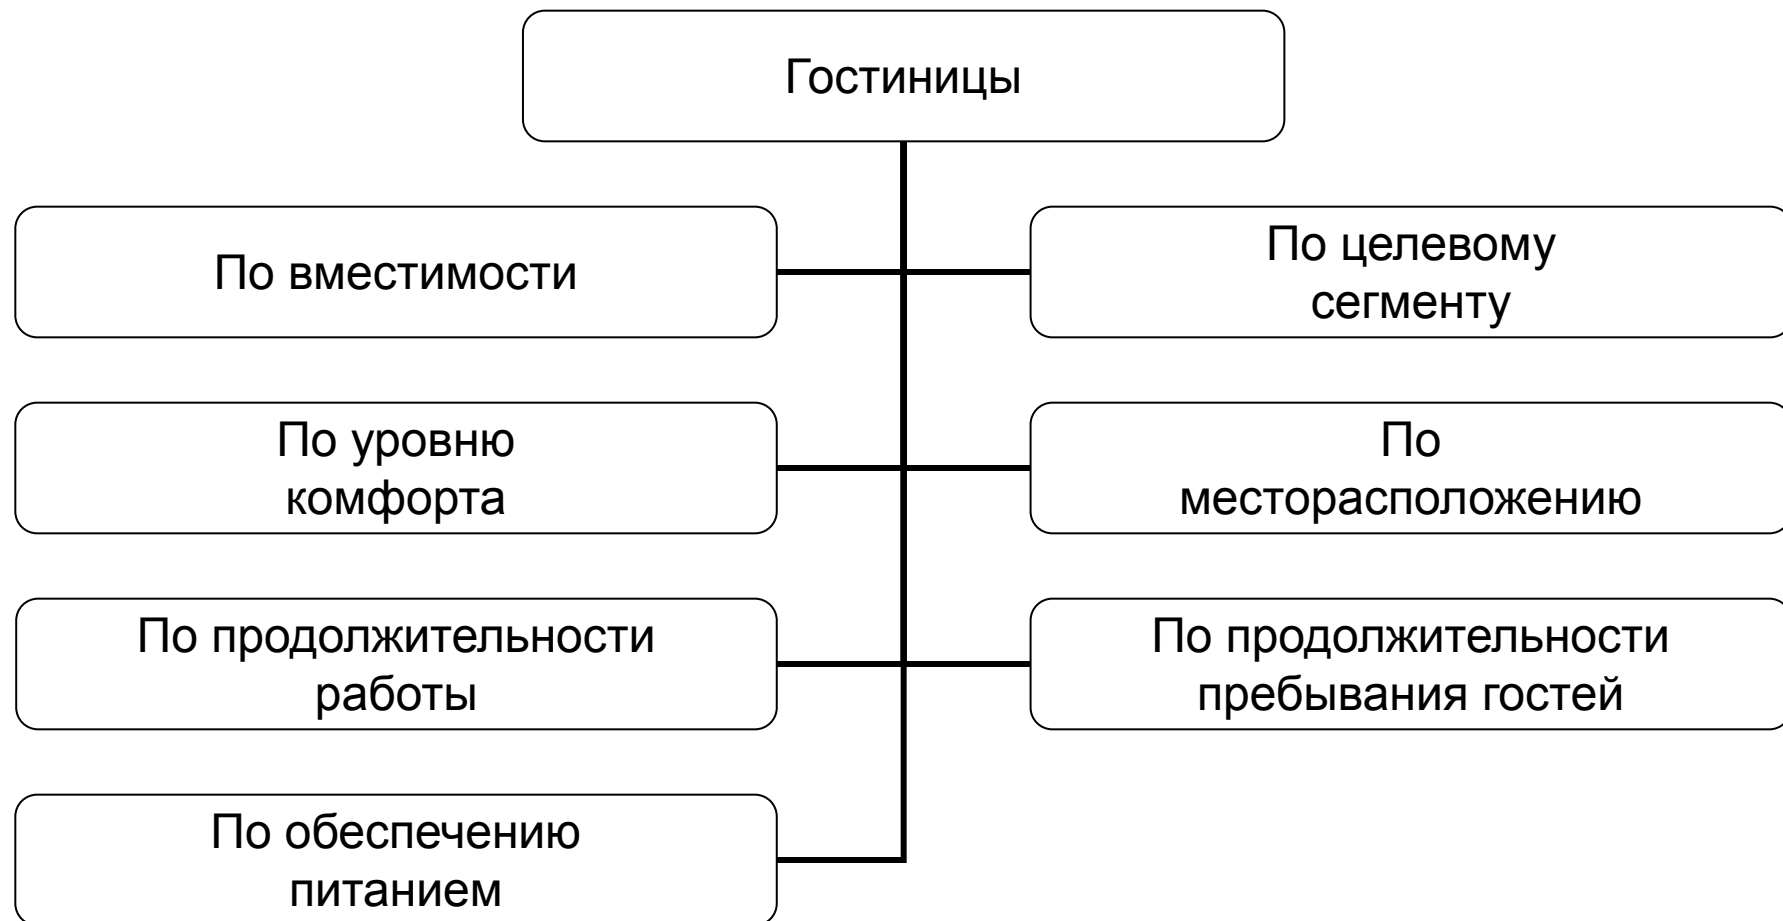 Гостиницы
По вместимости
По целевому
сегменту
По уровню
комфорта
По
месторасположению
По продолжительности
работы
По продолжительности
пребывания гостей
По обеспечению
питанием